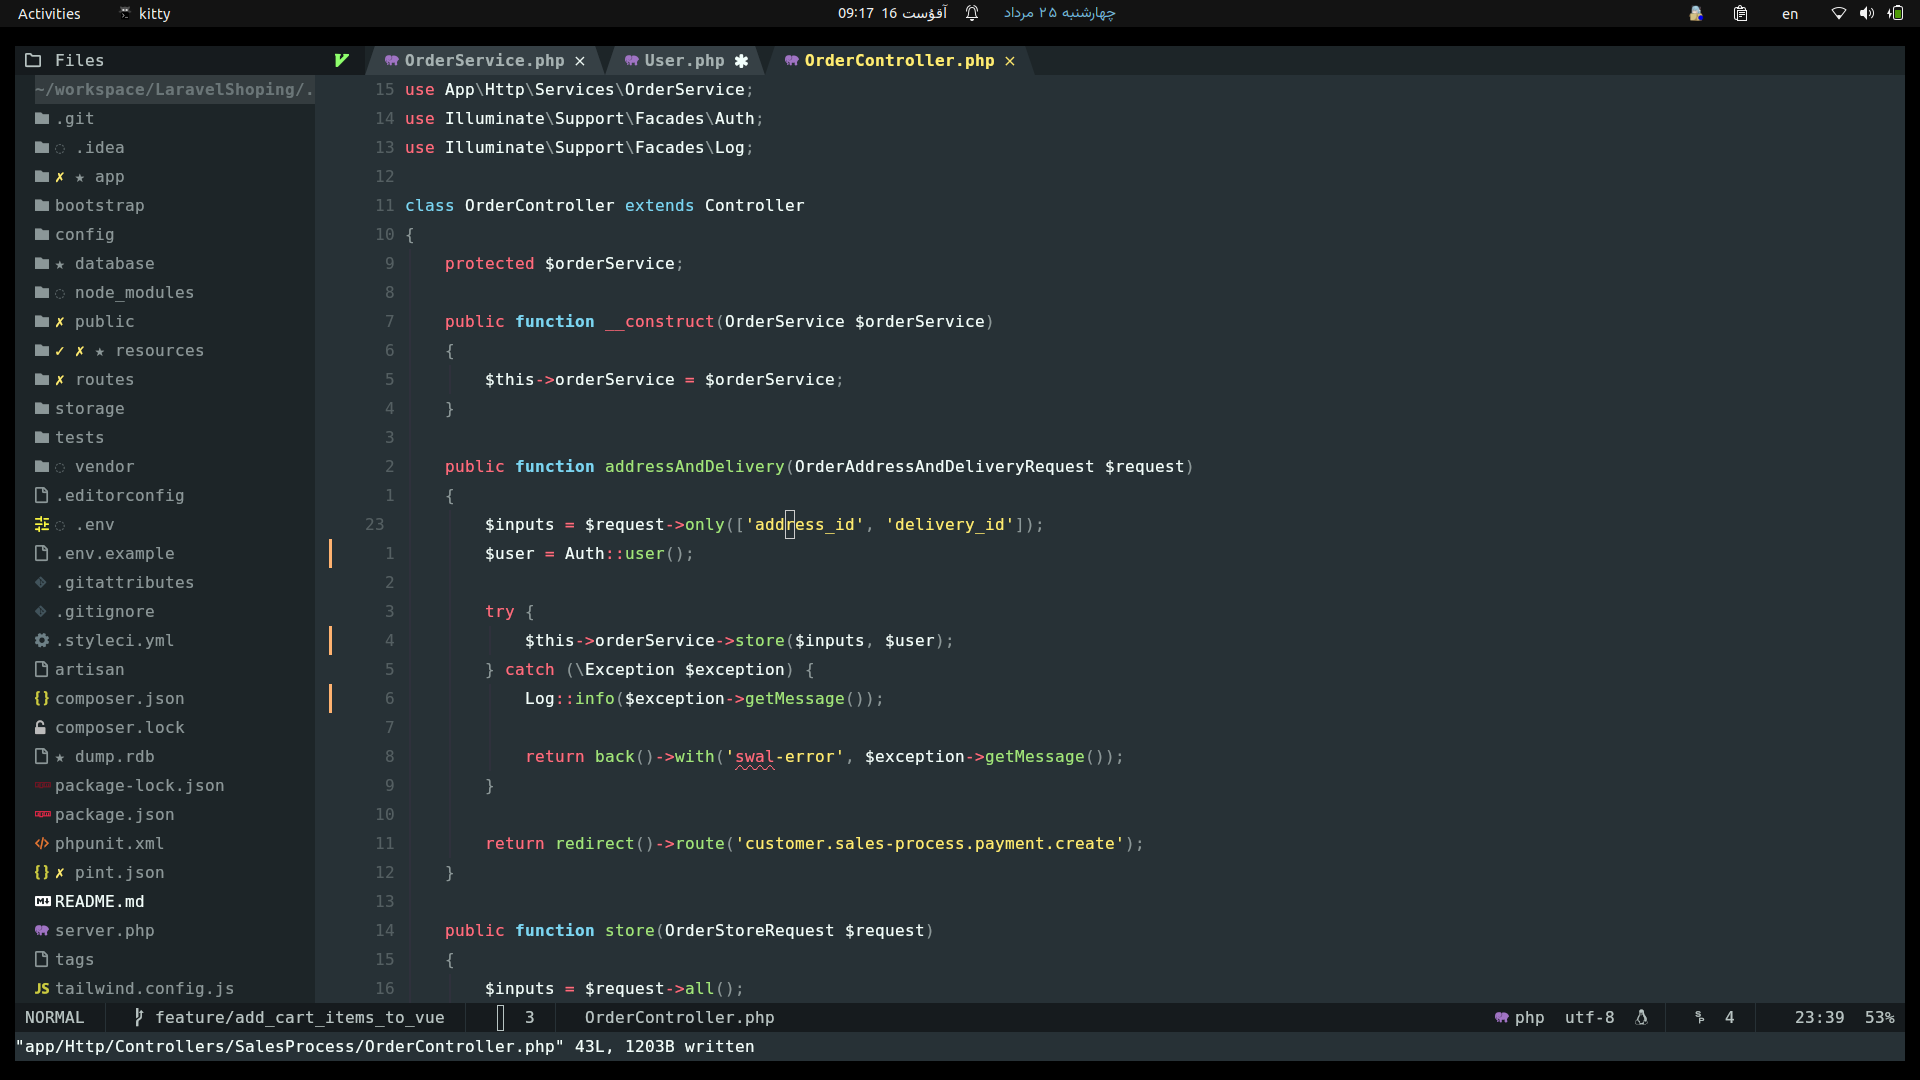 Activities kitty 09:17 16 آقۇست چهارشنبه ۲۵ مرداد en
Files OrderService.php × User.php ✱ OrderController.php ×
~/workspace/LaravelShoping/.
.git
.idea
✗ ★ app
bootstrap
config
★ database
node_modules
✗ public
✓ ✗ ★ resources
✗ routes
storage
tests
vendor
.editorconfig
.env
.env.example
.gitattributes
.gitignore
.styleci.yml
artisan
{} composer.json
composer.lock
★ dump.rdb
package-lock.json
package.json
</> phpunit.xml
{} ✗ pint.json
README.md
server.php
tags
JS tailwind.config.js
15 use App\Http\Services\OrderService;
14 use Illuminate\Support\Facades\Auth;
13 use Illuminate\Support\Facades\Log;
12
11 class OrderController extends Controller
10 {
9     protected $orderService;
8
7     public function __construct(OrderService $orderService)
6     {
5         $this->orderService = $orderService;
4     }
3
2     public function addressAndDelivery(OrderAddressAndDeliveryRequest $request)
1     {
23         $inputs = $request->only(['address_id', 'delivery_id']);
1         $user = Auth::user();
2
3         try {
4             $this->orderService->store($inputs, $user);
5         } catch (\Exception $exception) {
6             Log::info($exception->getMessage());
7
8             return back()->with('swal-error', $exception->getMessage());
9         }
10
11         return redirect()->route('customer.sales-process.payment.create');
12     }
13
14     public function store(OrderStoreRequest $request)
15     {
16         $inputs = $request->all();
NORMAL feature/add_cart_items_to_vue 3 OrderController.php php utf-8 4 23:39 53%
"app/Http/Controllers/SalesProcess/OrderController.php" 43L, 1203B written